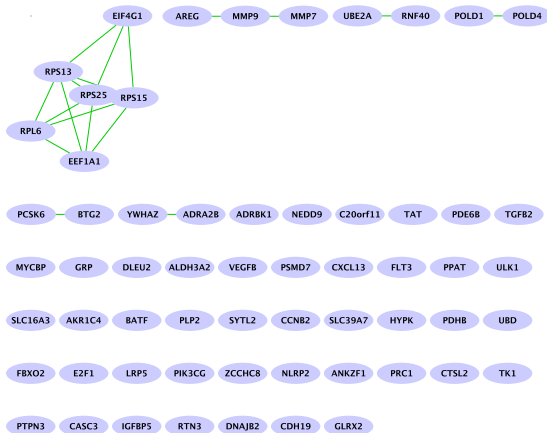 EIF4G1 AREG MMP9 MMP7 UBE2A RNF40 POLD1 POLD4
RPS13
RPS25 RPS15
RPL6
EEF1A1
PCSK6 BTG2 YWHAZ ADRA2B ADRBK1 NEDD9 C20orf11 TAT PDE6B TGFB2
MYCBP GRP DLEU2 ALDH3A2 VEGFB PSMD7 CXCL13 FLT3 PPAT ULK1
SLC16A3 AKR1C4 BATF PLP2 SYTL2 CCNB2 SLC39A7 HYPK PDHB UBD
FBXO2 E2F1 LRP5 PIK3CG ZCCHC8 NLRP2 ANKZF1 PRC1 CTSL2 TK1
PTPN3 CASC3 IGFBP5 RTN3 DNAJB2 CDH19 GLRX2